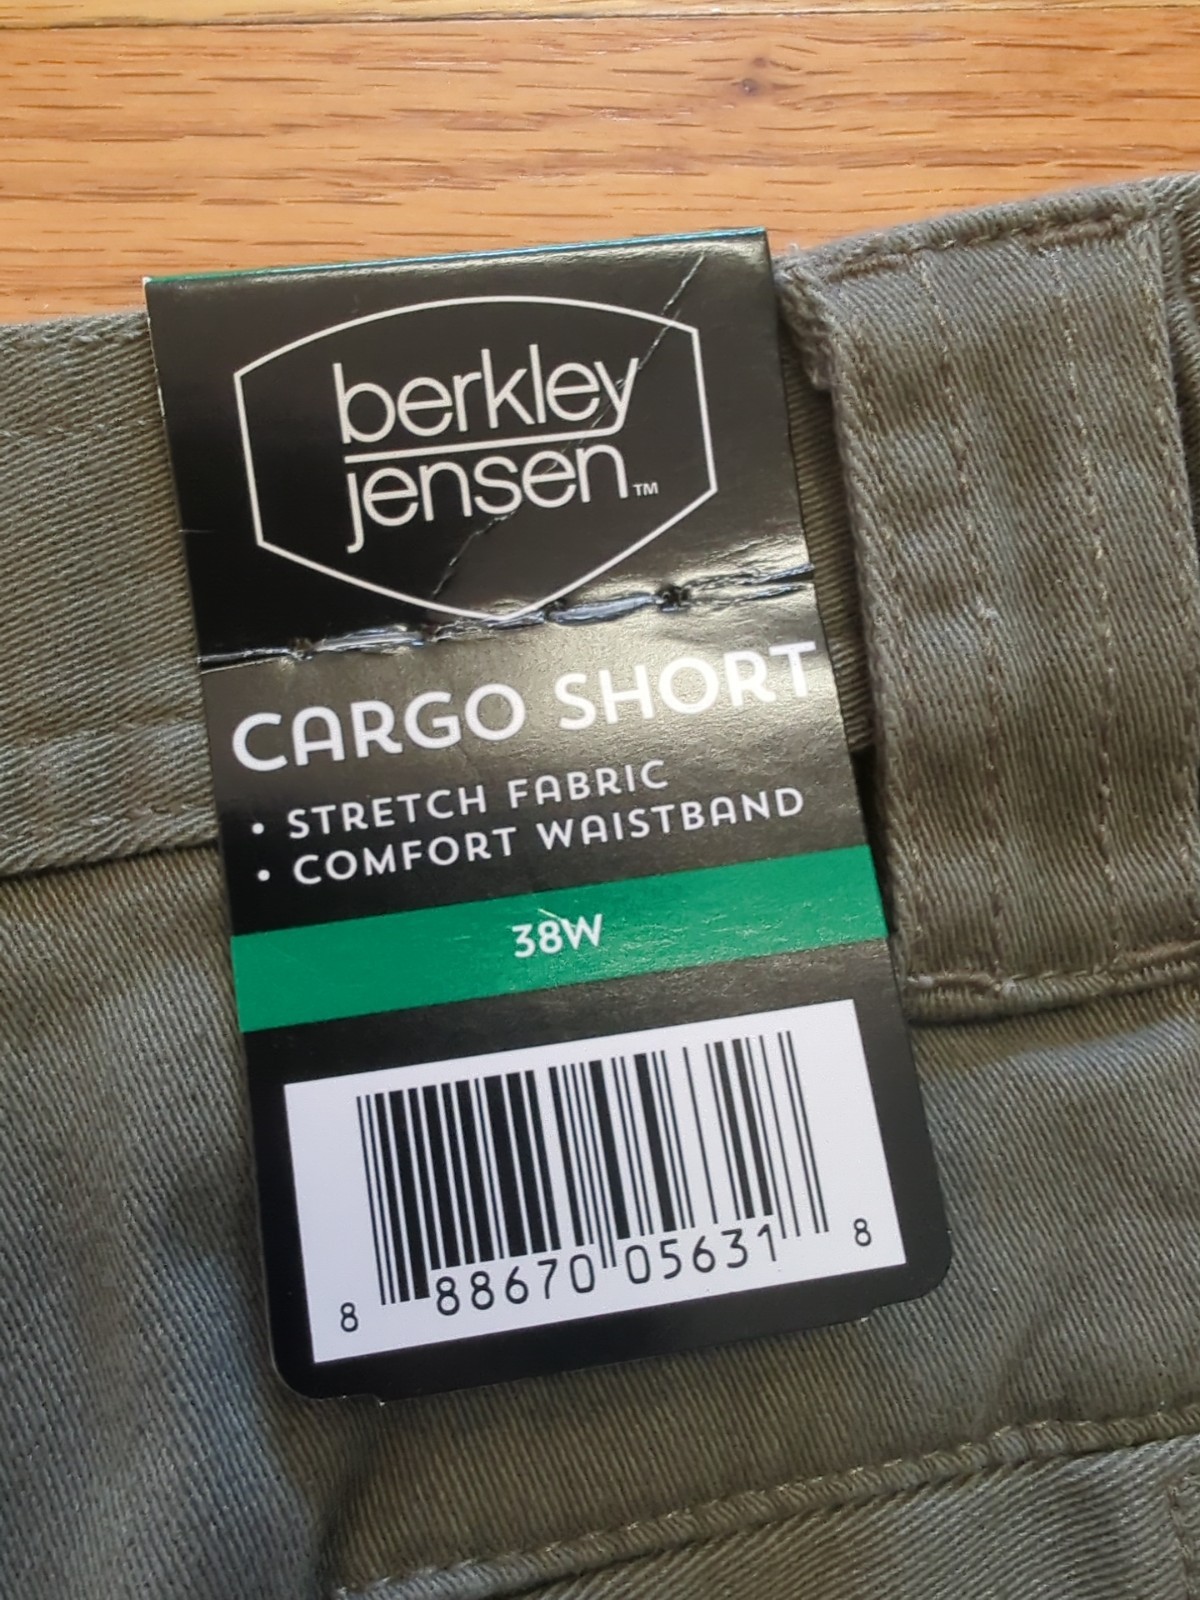 berkley
jensen™
CARGO SHORT
• STRETCH FABRIC
• COMFORT WAISTBAND
38W
8 88670 05631 8